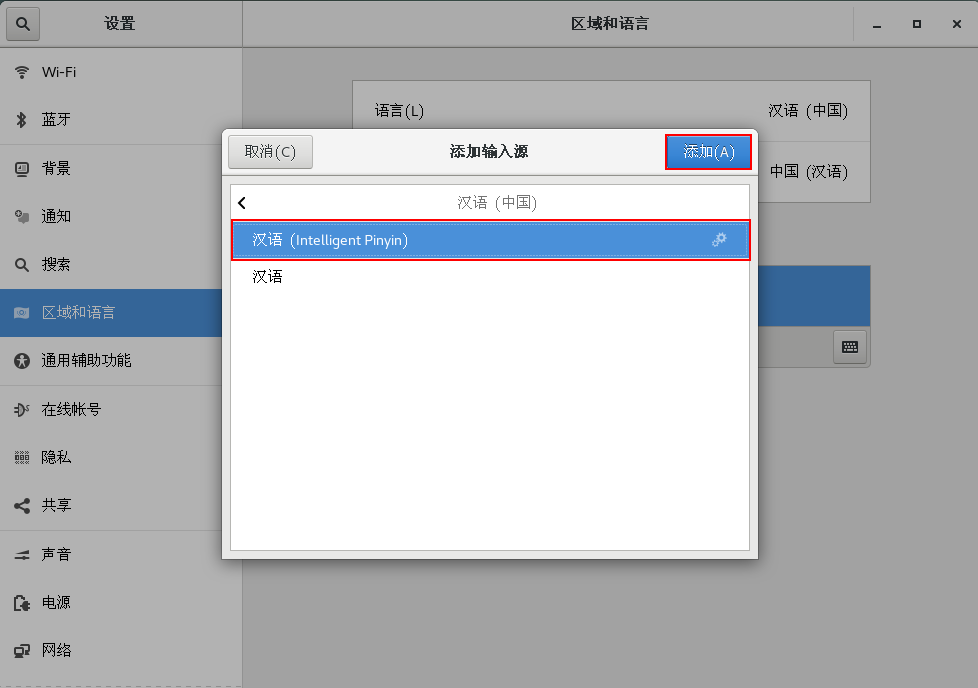 设置
区域和语言
Wi-Fi
蓝牙
背景
通知
搜索
区域和语言
通用辅助功能
在线帐号
隐私
共享
声音
电源
网络
语言(L)
汉语（中国）
中国（汉语）
取消(C)
添加输入源
添加(A)
汉语（中国）
汉语（Intelligent Pinyin）
汉语